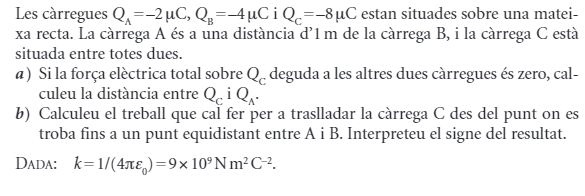 Les càrregues Q_A=–2 μC, Q_B=–4 μC i Q_C=–8 μC estan situades sobre una matei-
xa recta. La càrrega A és a una distància d’1 m de la càrrega B, i la càrrega C està
situada entre totes dues.
a) Si la força elèctrica total sobre Q_C deguda a les altres dues càrregues és zero, cal-
culeu la distància entre Q_C i Q_A.
b) Calculeu el treball que cal fer per a traslladar la càrrega C des del punt on es
troba fins a un punt equidistant entre A i B. Interpreteu el signe del resultat.
DADA: k=1/(4πε₀)=9×10⁹ N m² C⁻².